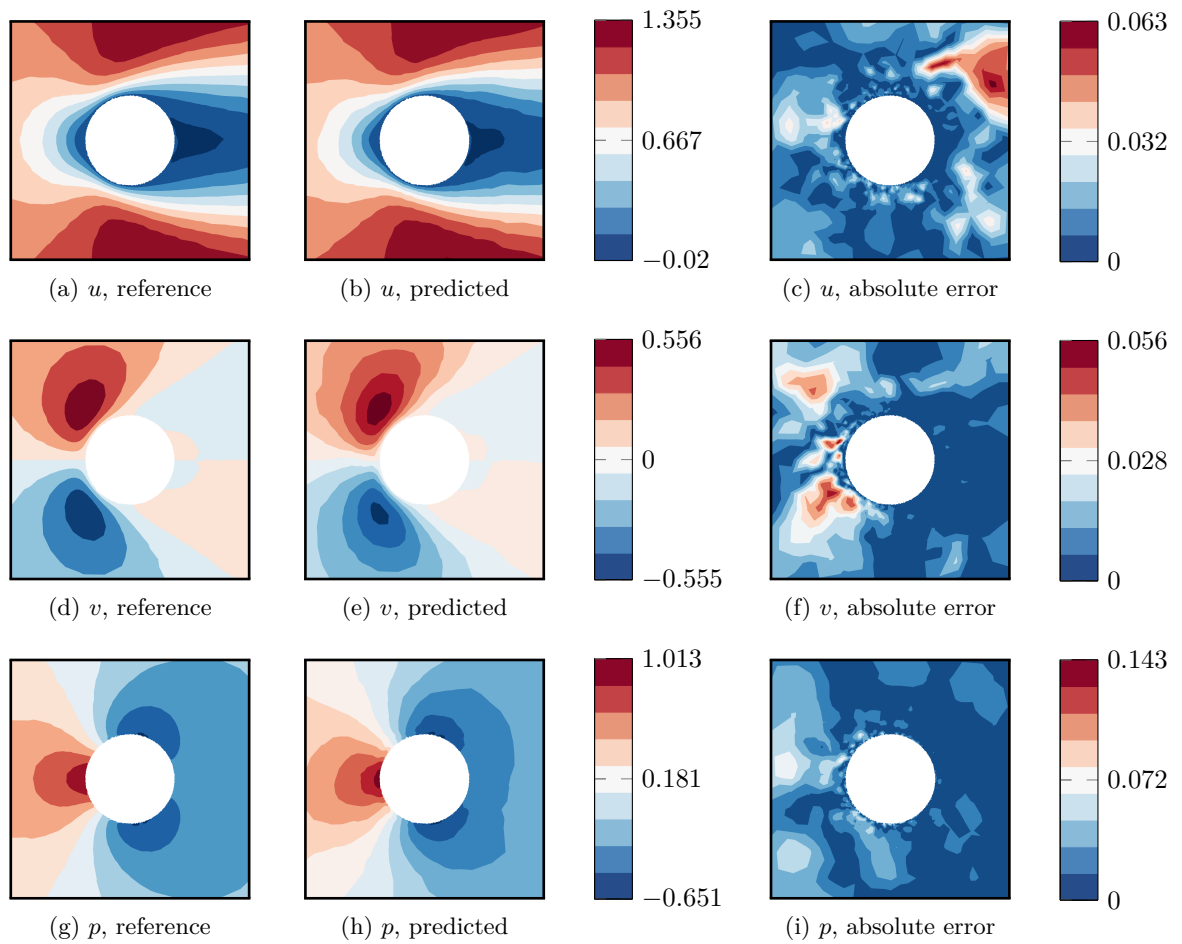 1.355
0.667
−0.02
0.063
0.032
0
(a) u, reference
(b) u, predicted
(c) u, absolute error
0.556
0
−0.555
0.056
0.028
0
(d) v, reference
(e) v, predicted
(f) v, absolute error
1.013
0.181
−0.651
0.143
0.072
0
(g) p, reference
(h) p, predicted
(i) p, absolute error